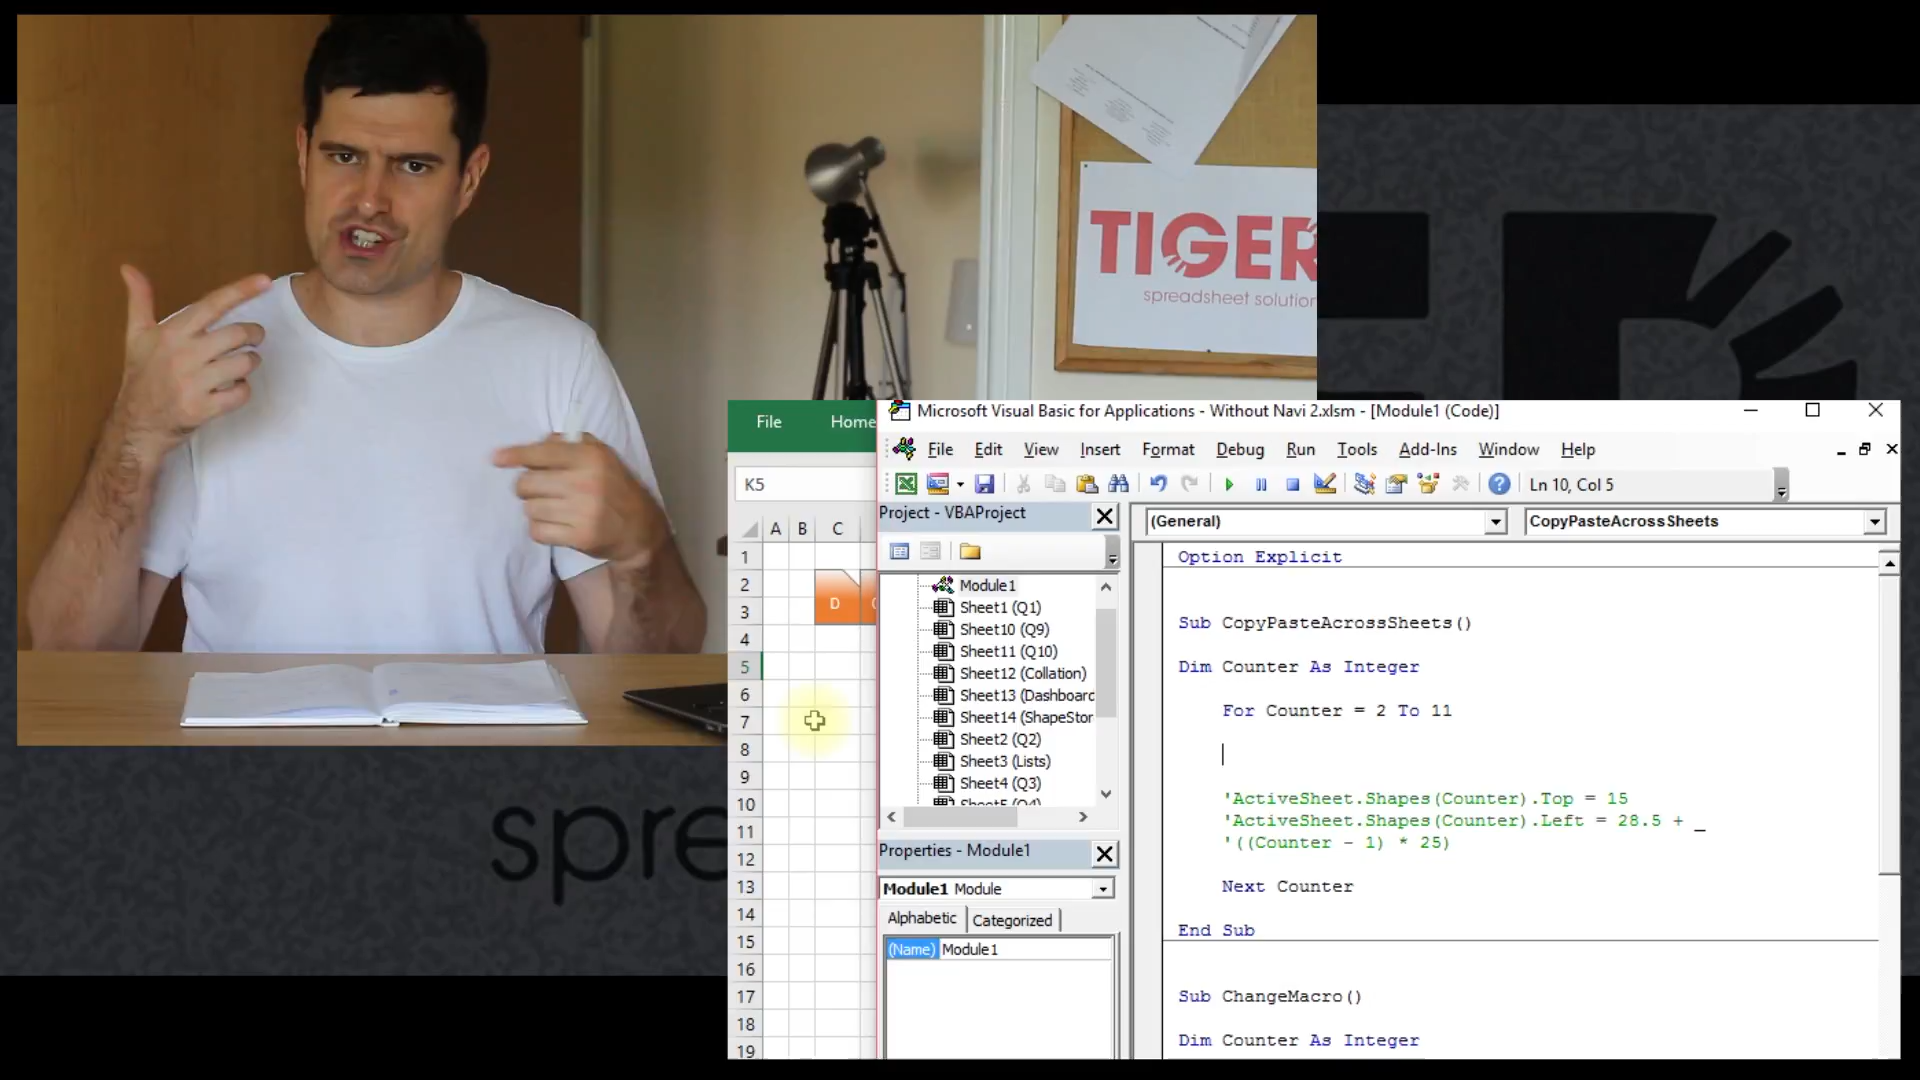 TIGER
spreadsheet solution
spre
File Home
K5
A B C
1
2
3
4
5
6
7
8
9
10
11
12
13
14
15
16
17
18
19
D
Microsoft Visual Basic for Applications - Without Navi 2.xlsm - [Module1 (Code)]
File Edit View Insert Format Debug Run Tools Add-Ins Window Help
Ln 10, Col 5
Project - VBAProject
Module1
Sheet1 (Q1)
Sheet10 (Q9)
Sheet11 (Q10)
Sheet12 (Collation)
Sheet13 (Dashboard
Sheet14 (ShapeStor
Sheet2 (Q2)
Sheet3 (Lists)
Sheet4 (Q3)
Sheet5 (Q4)
Properties - Module1
Module1 Module
Alphabetic Categorized
(Name) Module1
(General) CopyPasteAcrossSheets
Option Explicit
Sub CopyPasteAcrossSheets()
Dim Counter As Integer
For Counter = 2 To 11
'ActiveSheet.Shapes(Counter).Top = 15
'ActiveSheet.Shapes(Counter).Left = 28.5 + _
'((Counter - 1) * 25)
Next Counter
End Sub
Sub ChangeMacro()
Dim Counter As Integer